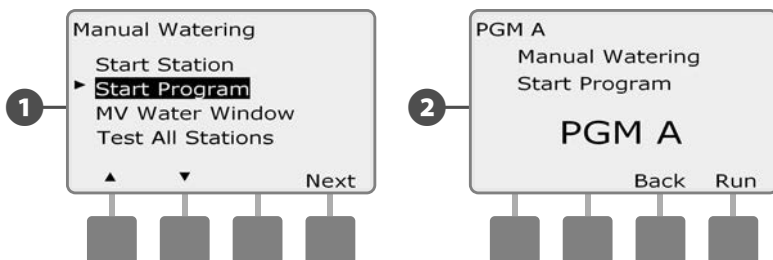 1
Manual Watering
Start Station
► Start Program
MV Water Window
Test All Stations
▲ ▼ Next
2
PGM A
Manual Watering
Start Program
PGM A
Back Run